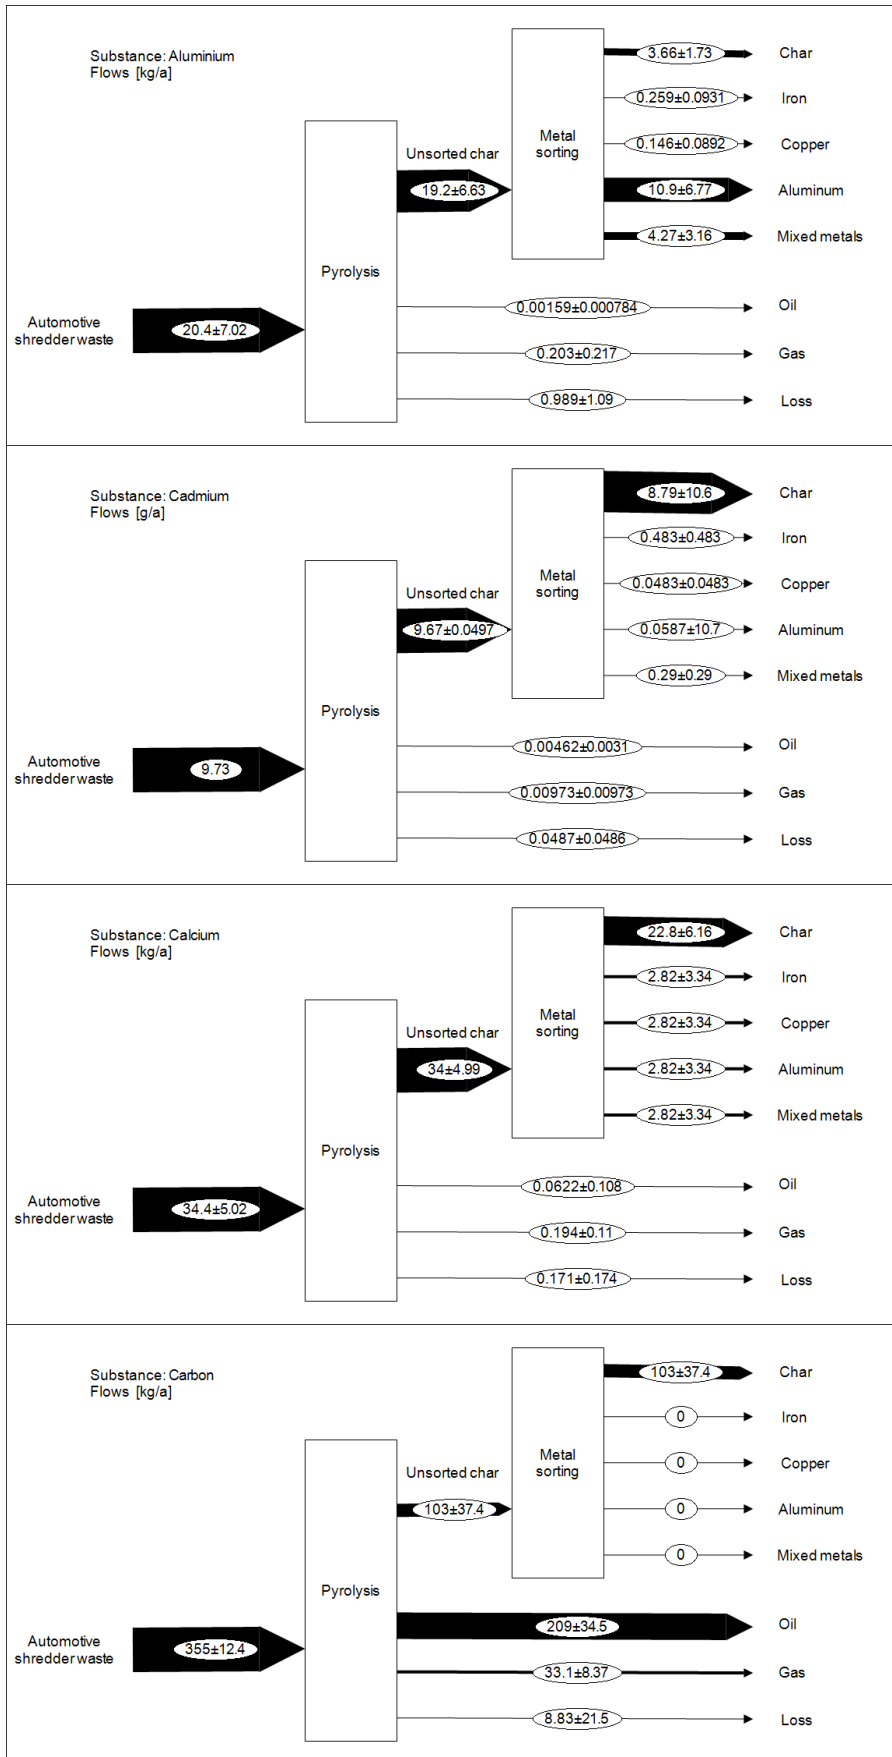 Substance: Aluminium
Flows [kg/a]
3.66±1.73
Char
0.259±0.0931
Iron
Metal
sorting
0.146±0.0892
Copper
Unsorted char
19.2±6.63
10.9±6.77
Aluminum
4.27±3.16
Mixed metals
Pyrolysis
0.00159±0.000784
Oil
Automotive
shredder waste
20.4±7.02
0.203±0.217
Gas
0.989±1.09
Loss
Substance: Cadmium
Flows [g/a]
8.79±10.6
Char
0.483±0.483
Iron
Metal
sorting
0.0483±0.0483
Copper
Unsorted char
9.67±0.0497
0.0587±10.7
Aluminum
0.29±0.29
Mixed metals
Pyrolysis
0.00462±0.0031
Oil
Automotive
shredder waste
9.73
0.00973±0.00973
Gas
0.0487±0.0486
Loss
Substance: Calcium
Flows [kg/a]
22.8±6.16
Char
2.82±3.34
Iron
Metal
sorting
2.82±3.34
Copper
Unsorted char
34±4.99
2.82±3.34
Aluminum
2.82±3.34
Mixed metals
Pyrolysis
0.0622±0.108
Oil
Automotive
shredder waste
34.4±5.02
0.194±0.11
Gas
0.171±0.174
Loss
Substance: Carbon
Flows [kg/a]
103±37.4
Char
0
Iron
Metal
sorting
0
Copper
Unsorted char
103±37.4
0
Aluminum
0
Mixed metals
Pyrolysis
209±34.5
Oil
Automotive
shredder waste
355±12.4
33.1±8.37
Gas
8.83±21.5
Loss